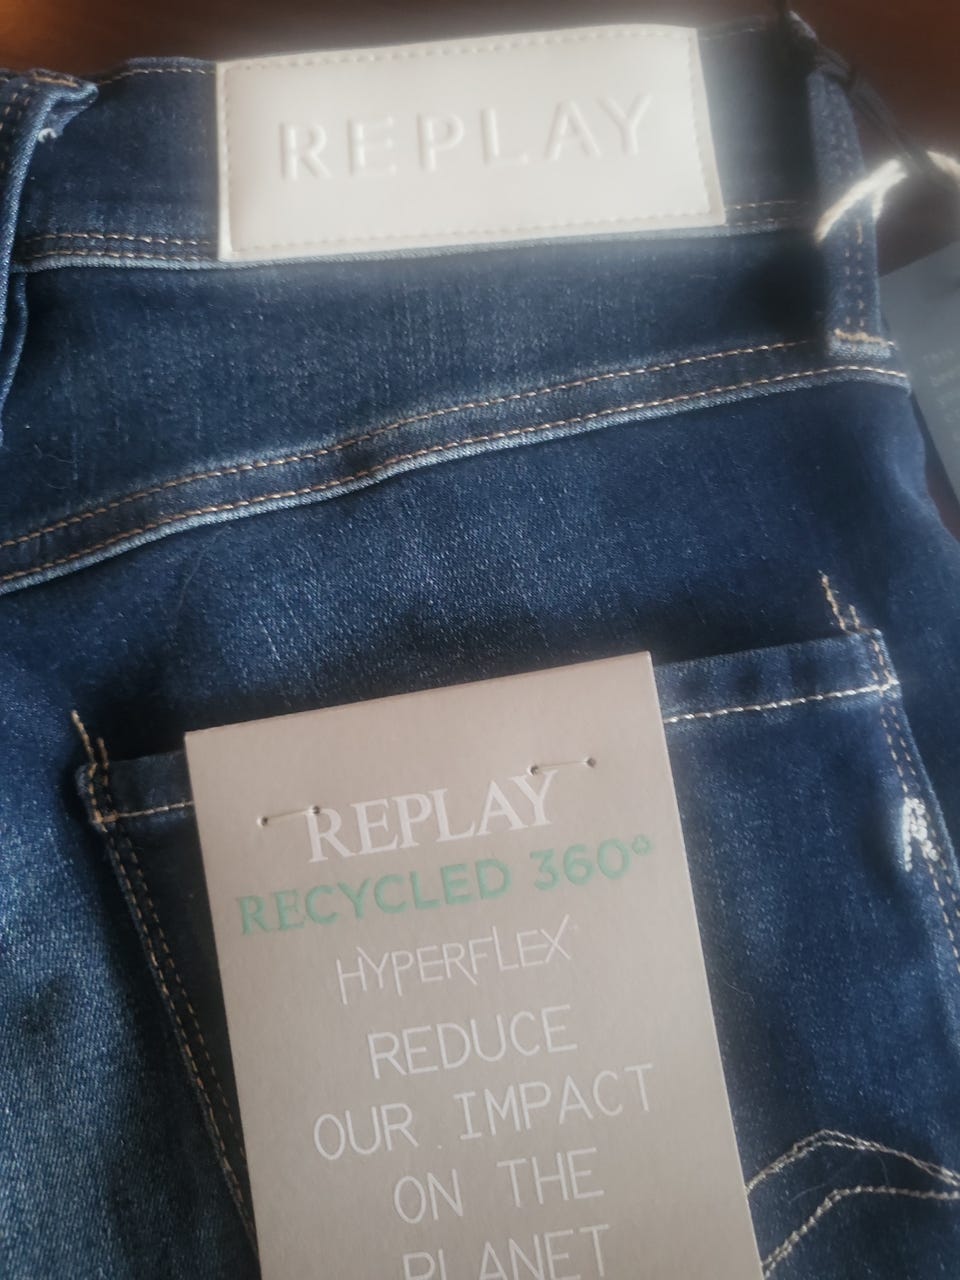 REPLAY
REPLAY
RECYCLED 360°
HYPERFLEX
REDUCE
OUR IMPACT
ON THE
PLANET